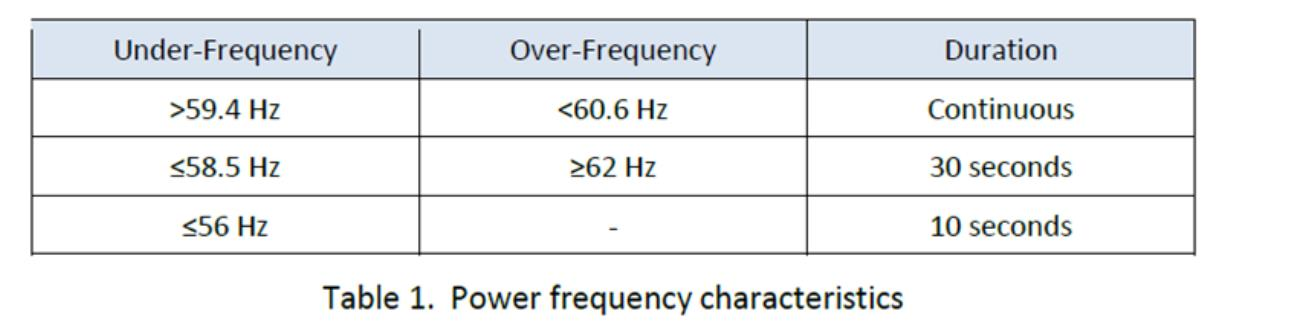 Under-Frequency Over-Frequency Duration
>59.4 Hz <60.6 Hz Continuous
≤58.5 Hz ≥62 Hz 30 seconds
≤56 Hz - 10 seconds
Table 1. Power frequency characteristics